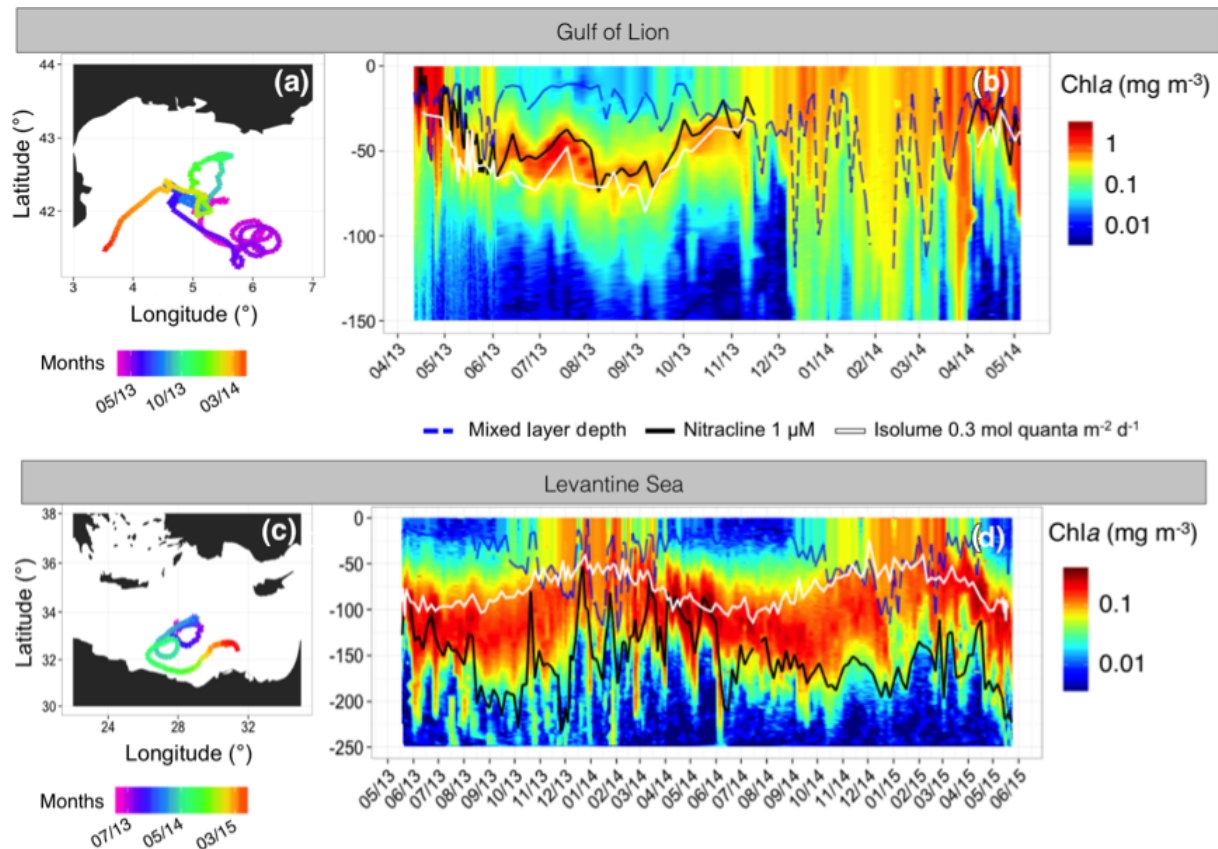 Gulf of Lion
(a)
44
43
42
Latitude (°)
3 4 5 6 7
Longitude (°)
Months
05/13 10/13 03/14
(b)
0
-50
-100
-150
04/13 05/13 06/13 07/13 08/13 09/13 10/13 11/13 12/13 01/14 02/14 03/14 04/14 05/14
Chla (mg m-3)
1
0.1
0.01
Mixed layer depth Nitracline 1 µM Isolume 0.3 mol quanta m-2 d-1
Levantine Sea
(c)
38
36
34
32
30
Latitude (°)
24 28 32
Longitude (°)
Months
07/13 05/14 03/15
(d)
0
-50
-100
-150
-200
-250
05/13 06/13 07/13 08/13 09/13 10/13 11/13 12/13 01/14 02/14 03/14 04/14 05/14 06/14 07/14 08/14 09/14 10/14 11/14 12/14 01/15 02/15 03/15 04/15 05/15 06/15
Chla (mg m-3)
0.1
0.01